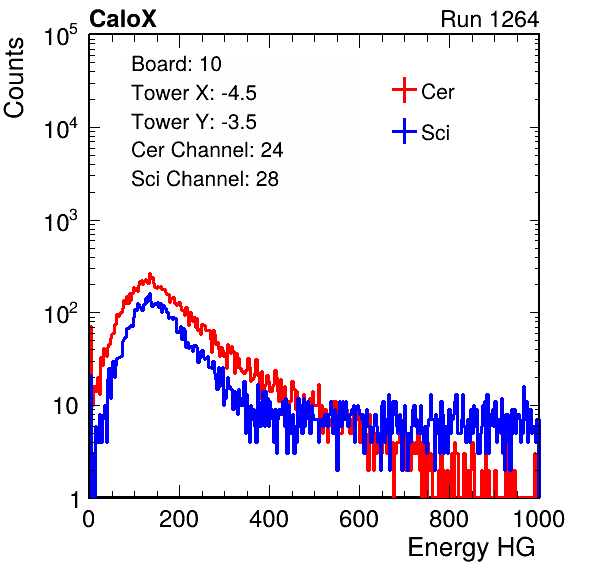 CaloX Run 1264
Counts
10^5
Board: 10
Tower X: -4.5
Tower Y: -3.5
Cer Channel: 24
Sci Channel: 28
Cer
Sci
10^4
10^3
10^2
10
1
0 200 400 600 800 1000
Energy HG